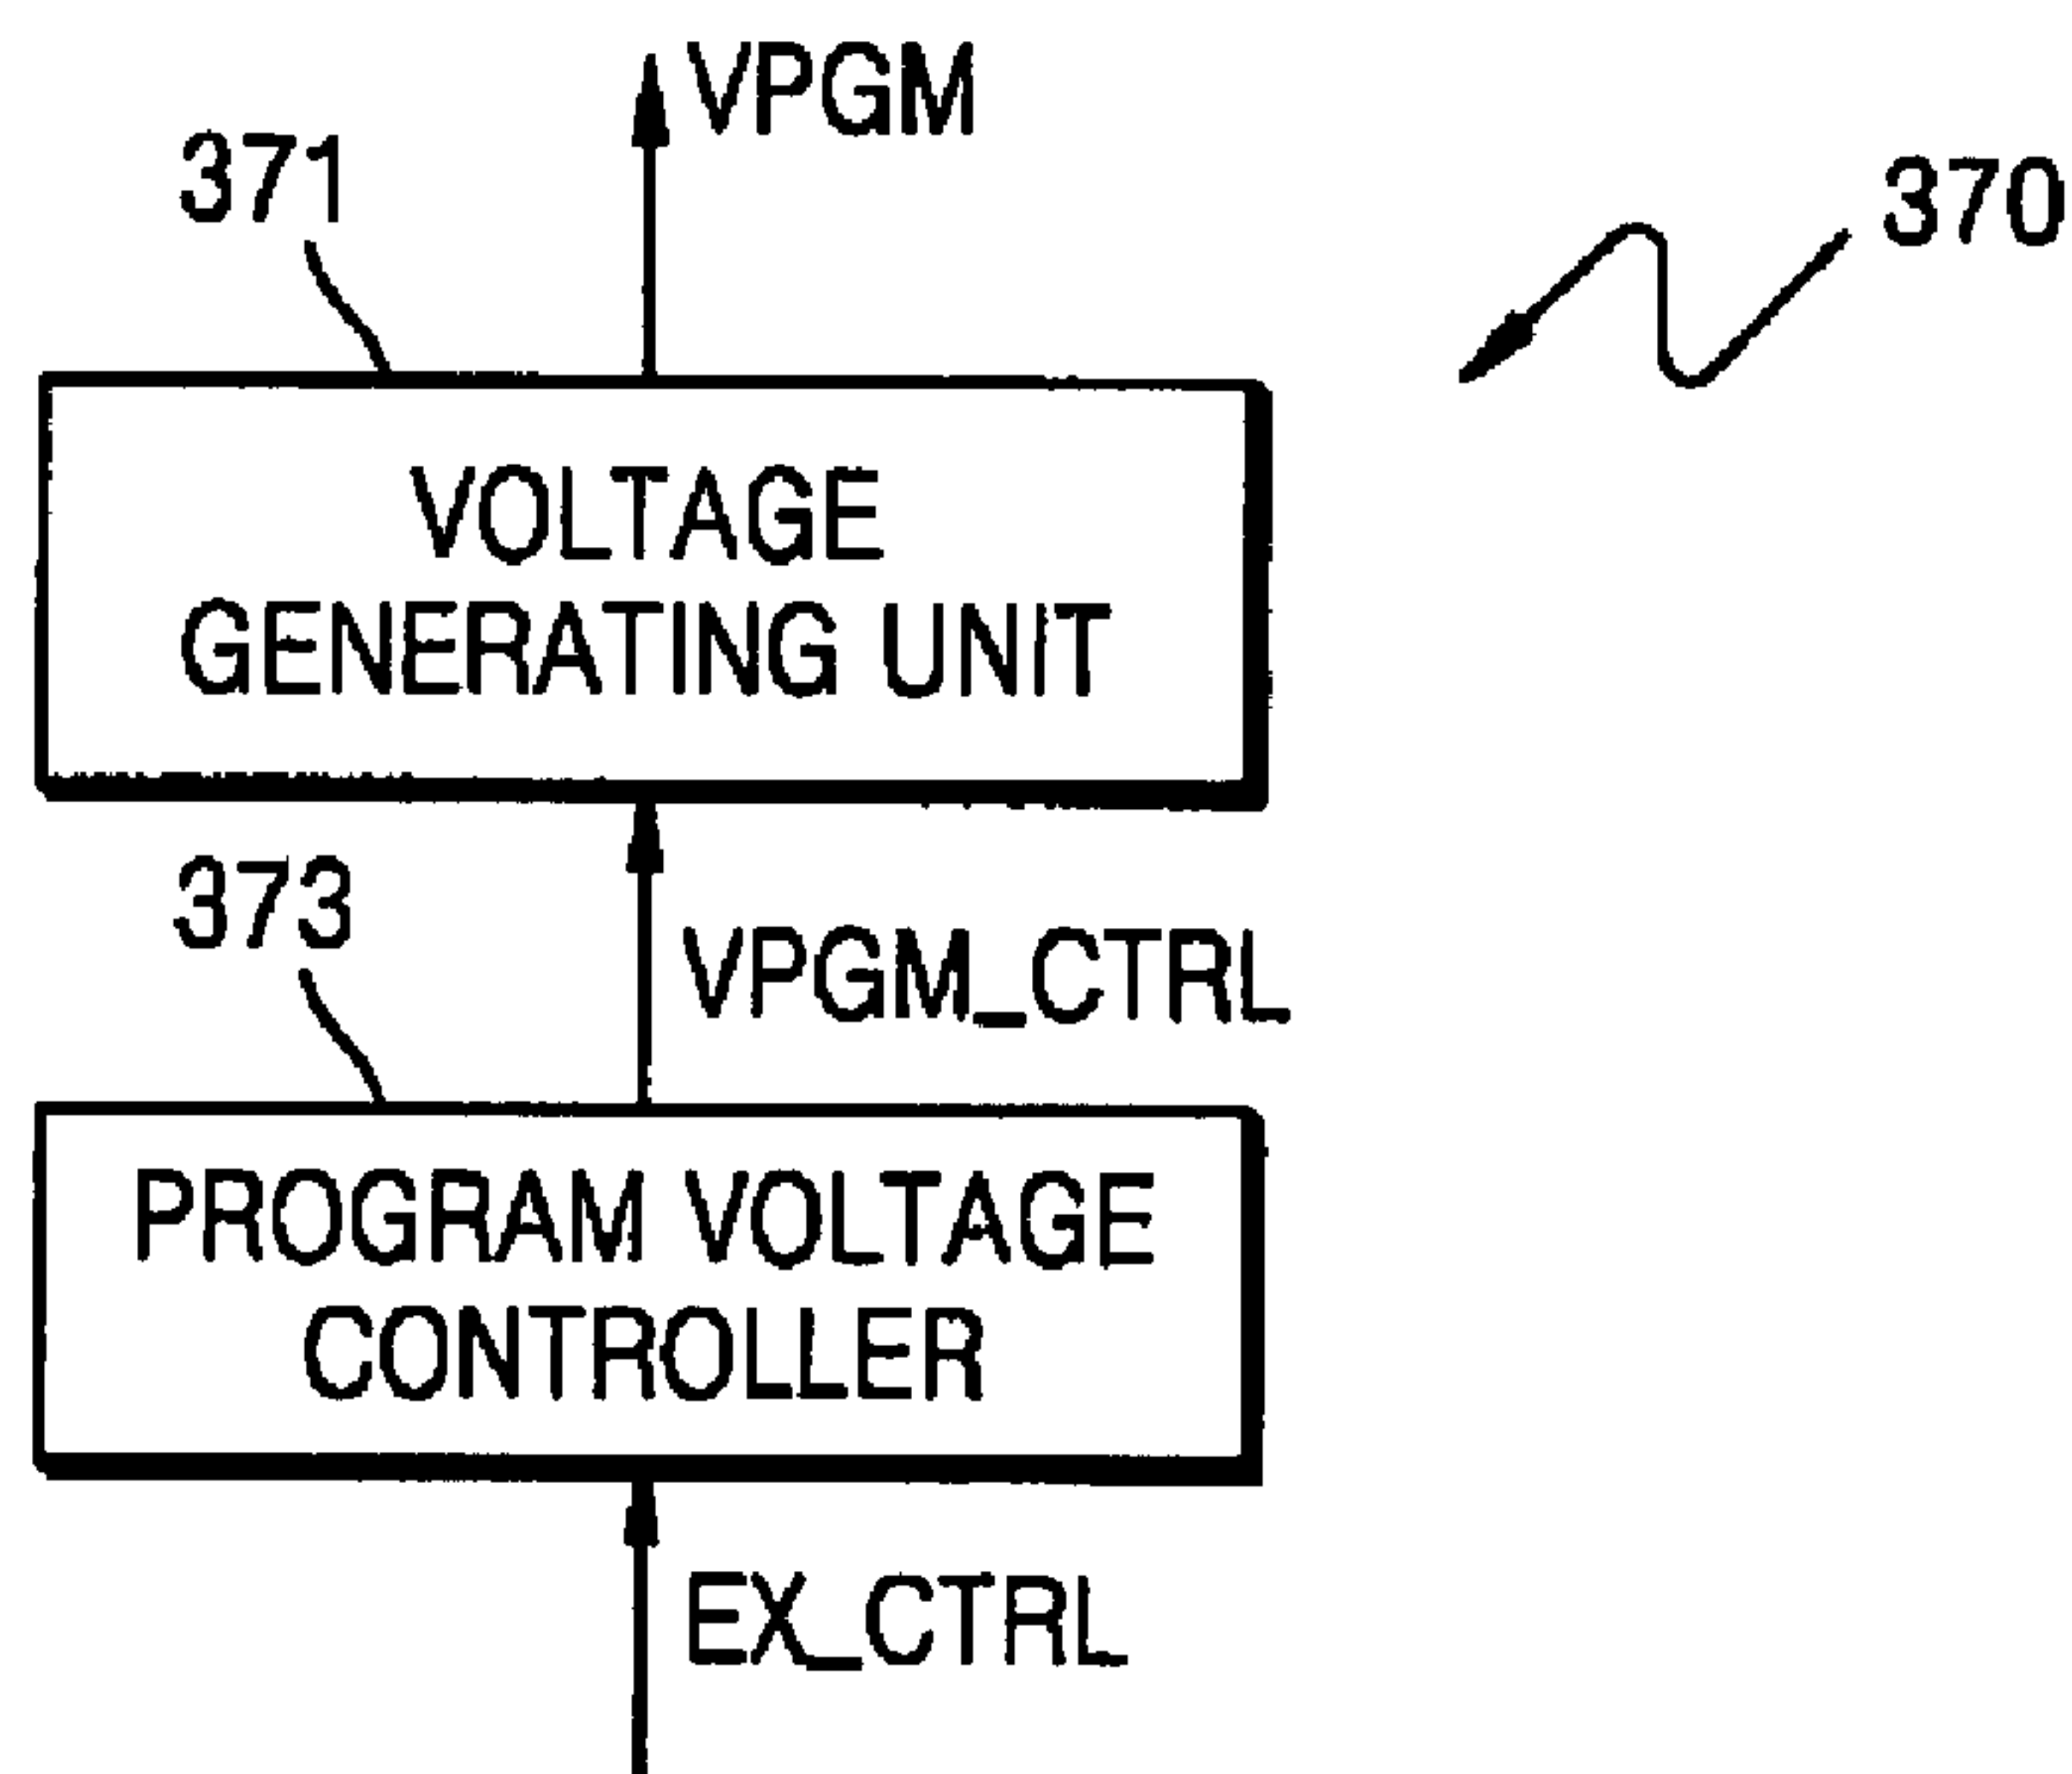 VPGM
371
370
VOLTAGE
GENERATING UNIT
373
VPGM_CTRL
PROGRAM VOLTAGE
CONTROLLER
EX_CTRL